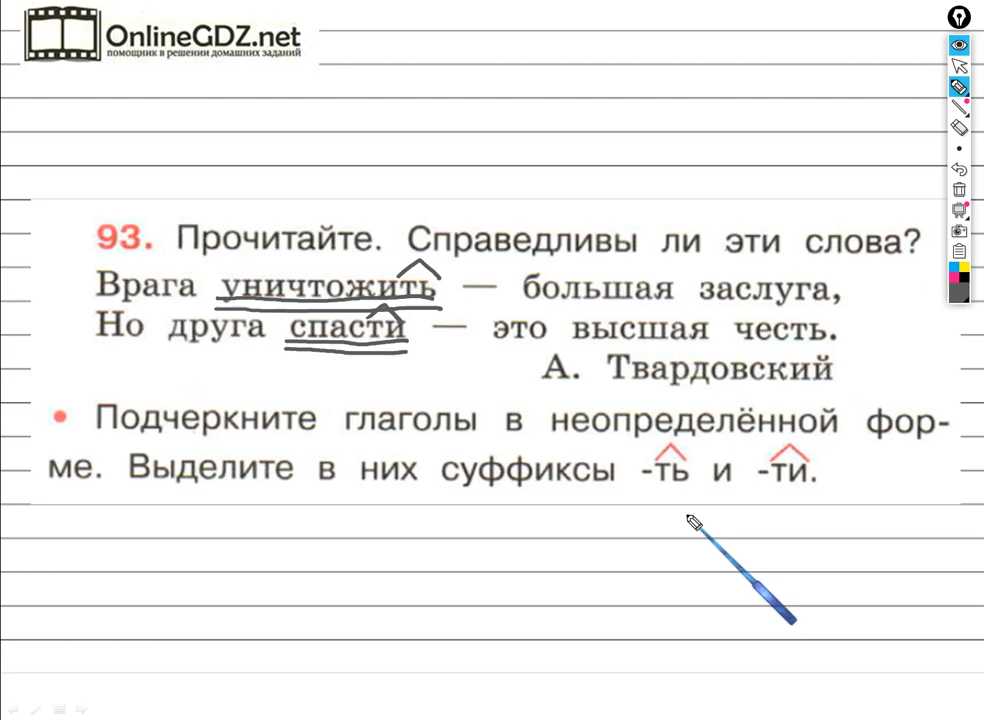 OnlineGDZ.net
помощник в решении домашних заданий
93. Прочитайте. Справедливы ли эти слова?
Врага уничтожить — большая заслуга,
Но друга спасти — это высшая честь.
А. Твардовский
• Подчеркните глаголы в неопределённой фор-
ме. Выделите в них суффиксы -ть и -ти.